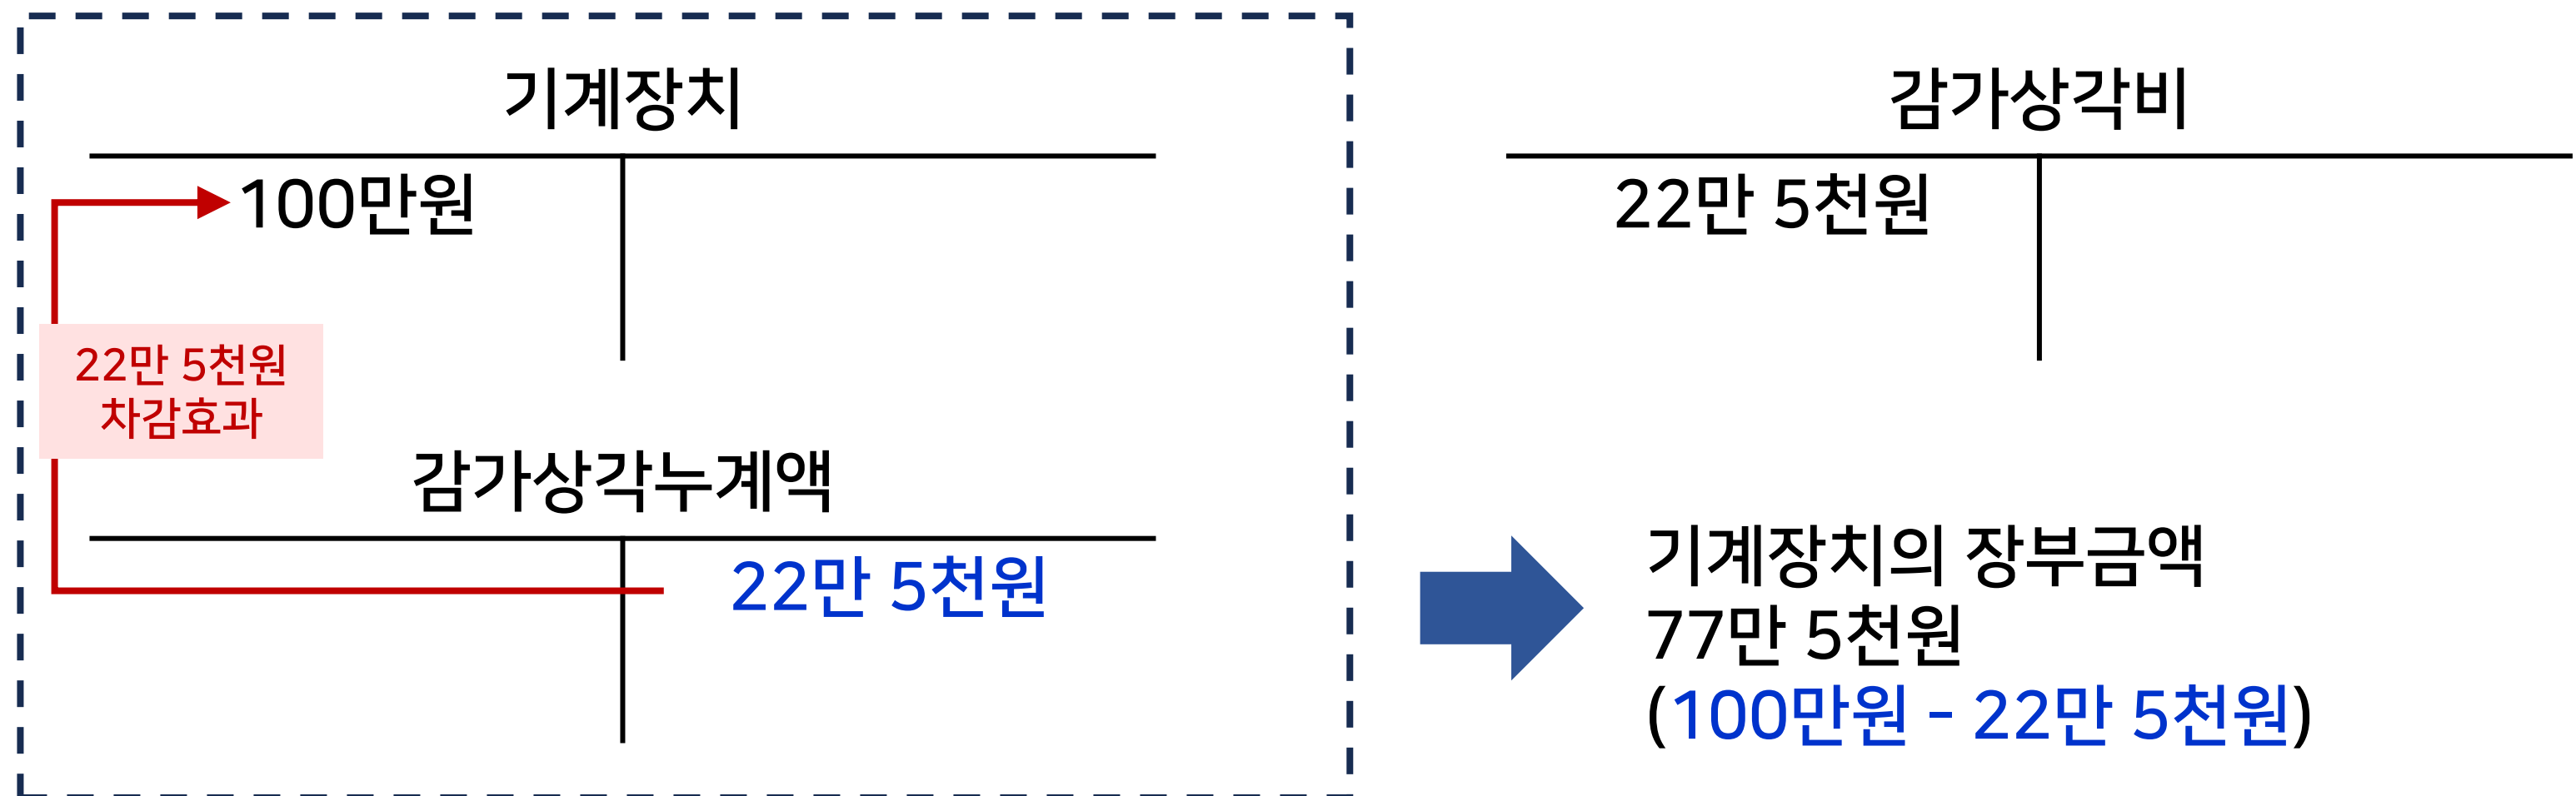 기계장치
100만원
22만 5천원
차감효과
감가상각누계액
22만 5천원
감가상각비
22만 5천원
기계장치의 장부금액
77만 5천원
(100만원 - 22만 5천원)